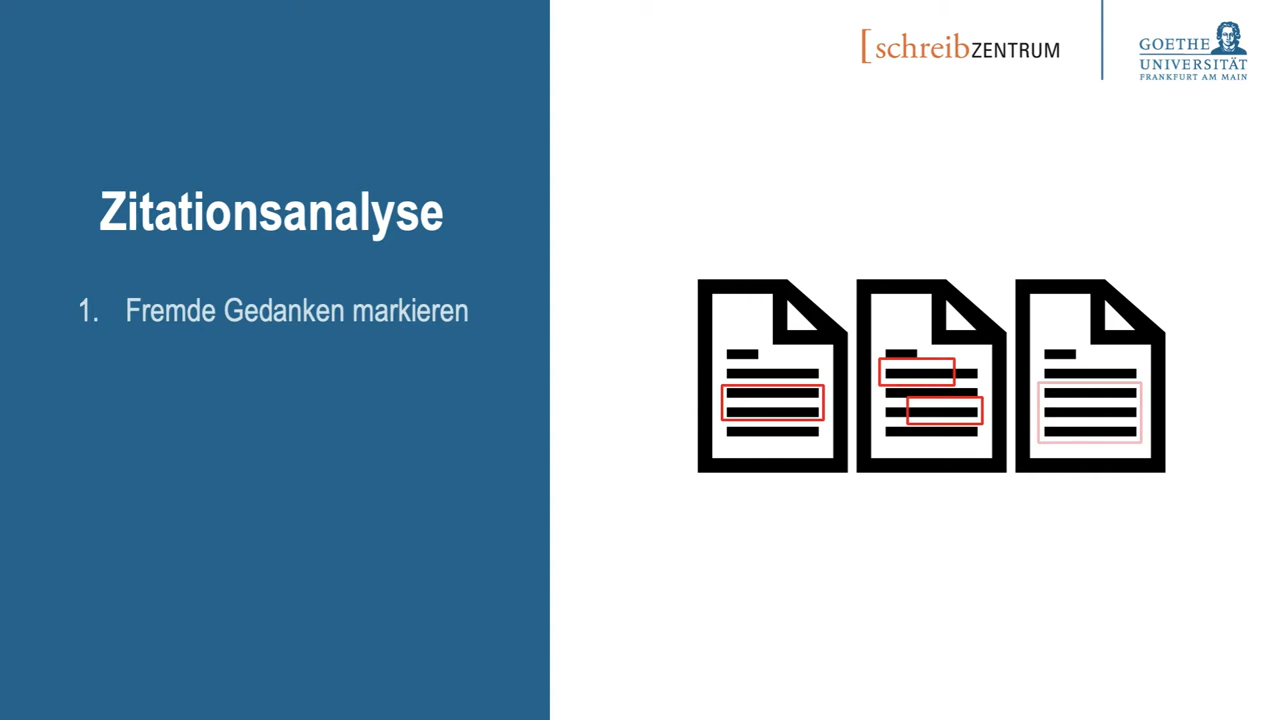 [schreibZENTRUM
GOETHE
UNIVERSITÄT
FRANKFURT AM MAIN
Zitationsanalyse
1. Fremde Gedanken markieren